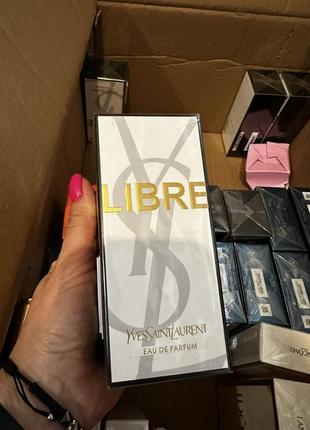 LIBRE
YVESSAINTLAURENT
EAU DE PARFUM